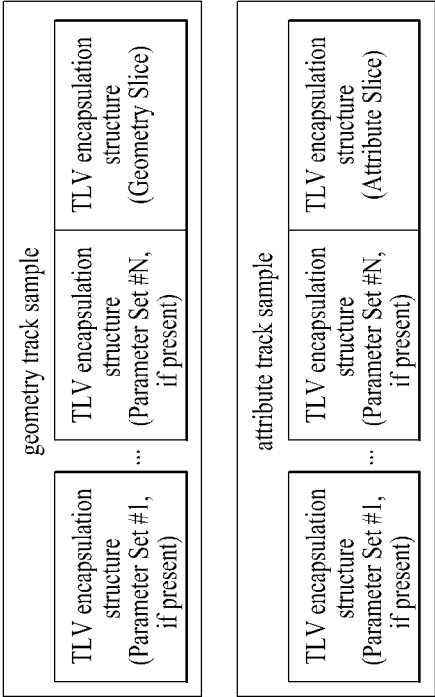 geometry track sample
TLV encapsulation
structure
(Parameter Set #1,
if present)
...
TLV encapsulation
structure
(Parameter Set #N,
if present)
TLV encapsulation
structure
(Geometry Slice)
attribute track sample
TLV encapsulation
structure
(Parameter Set #1,
if present)
...
TLV encapsulation
structure
(Parameter Set #N,
if present)
TLV encapsulation
structure
(Attribute Slice)